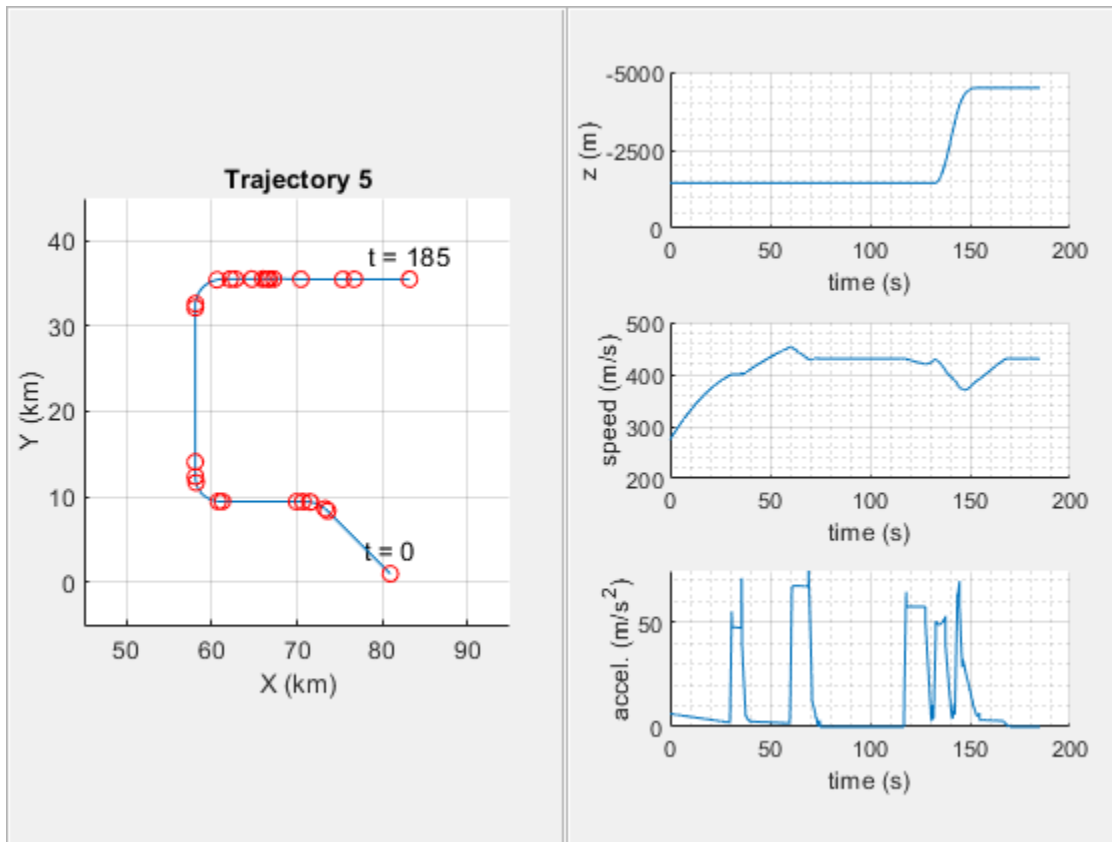 Trajectory 5
40
30
20
10
0
Y (km)
t = 185
t = 0
50 60 70 80 90
X (km)
-5000
-2500
0
z (m)
0 50 100 150 200
time (s)
500
400
300
200
speed (m/s)
0 50 100 150 200
time (s)
50
0
accel. (m/s²)
0 50 100 150 200
time (s)